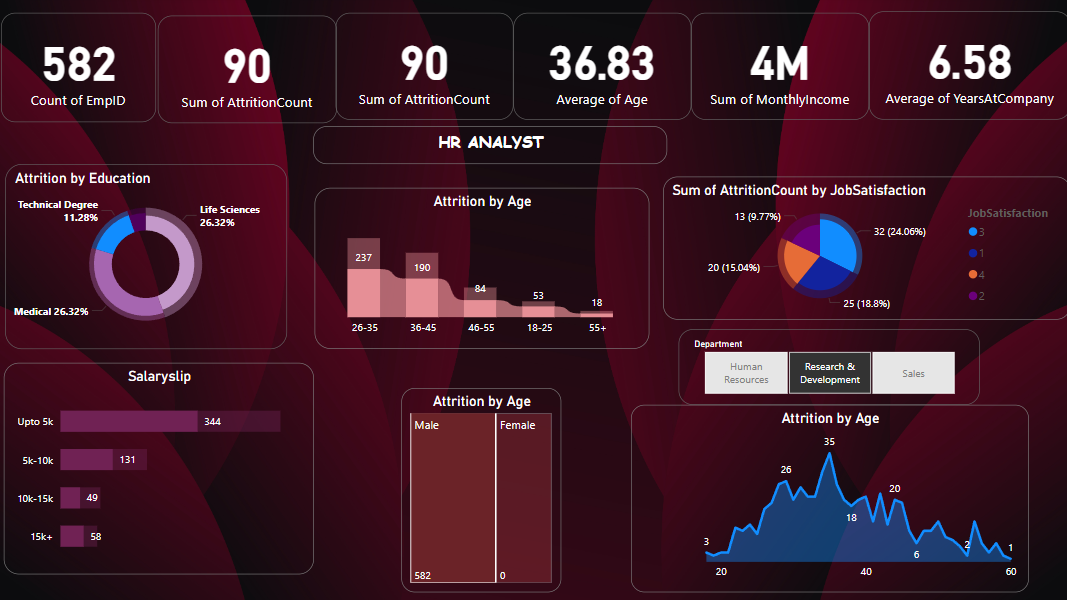 582
Count of EmpID
90
Sum of AttritionCount
90
Sum of AttritionCount
36.83
Average of Age
4M
Sum of MonthlyIncome
6.58
Average of YearsAtCompany
HR ANALYST
Attrition by Education
Technical Degree
11.28%
Life Sciences
26.32%
Medical 26.32%
Attrition by Age
237
190
84
53
18
26-35
36-45
46-55
18-25
55+
Sum of AttritionCount by JobSatisfaction
13 (9.77%)
32 (24.06%)
20 (15.04%)
25 (18.8%)
JobSatisfaction
3
1
4
2
Department
Human
Resources
Research &
Development
Sales
Salaryslip
Upto 5k
344
5k-10k
131
10k-15k
49
15k+
58
Attrition by Age
Male
Female
582
0
Attrition by Age
35
26
20
18
3
6
2
1
20
40
60